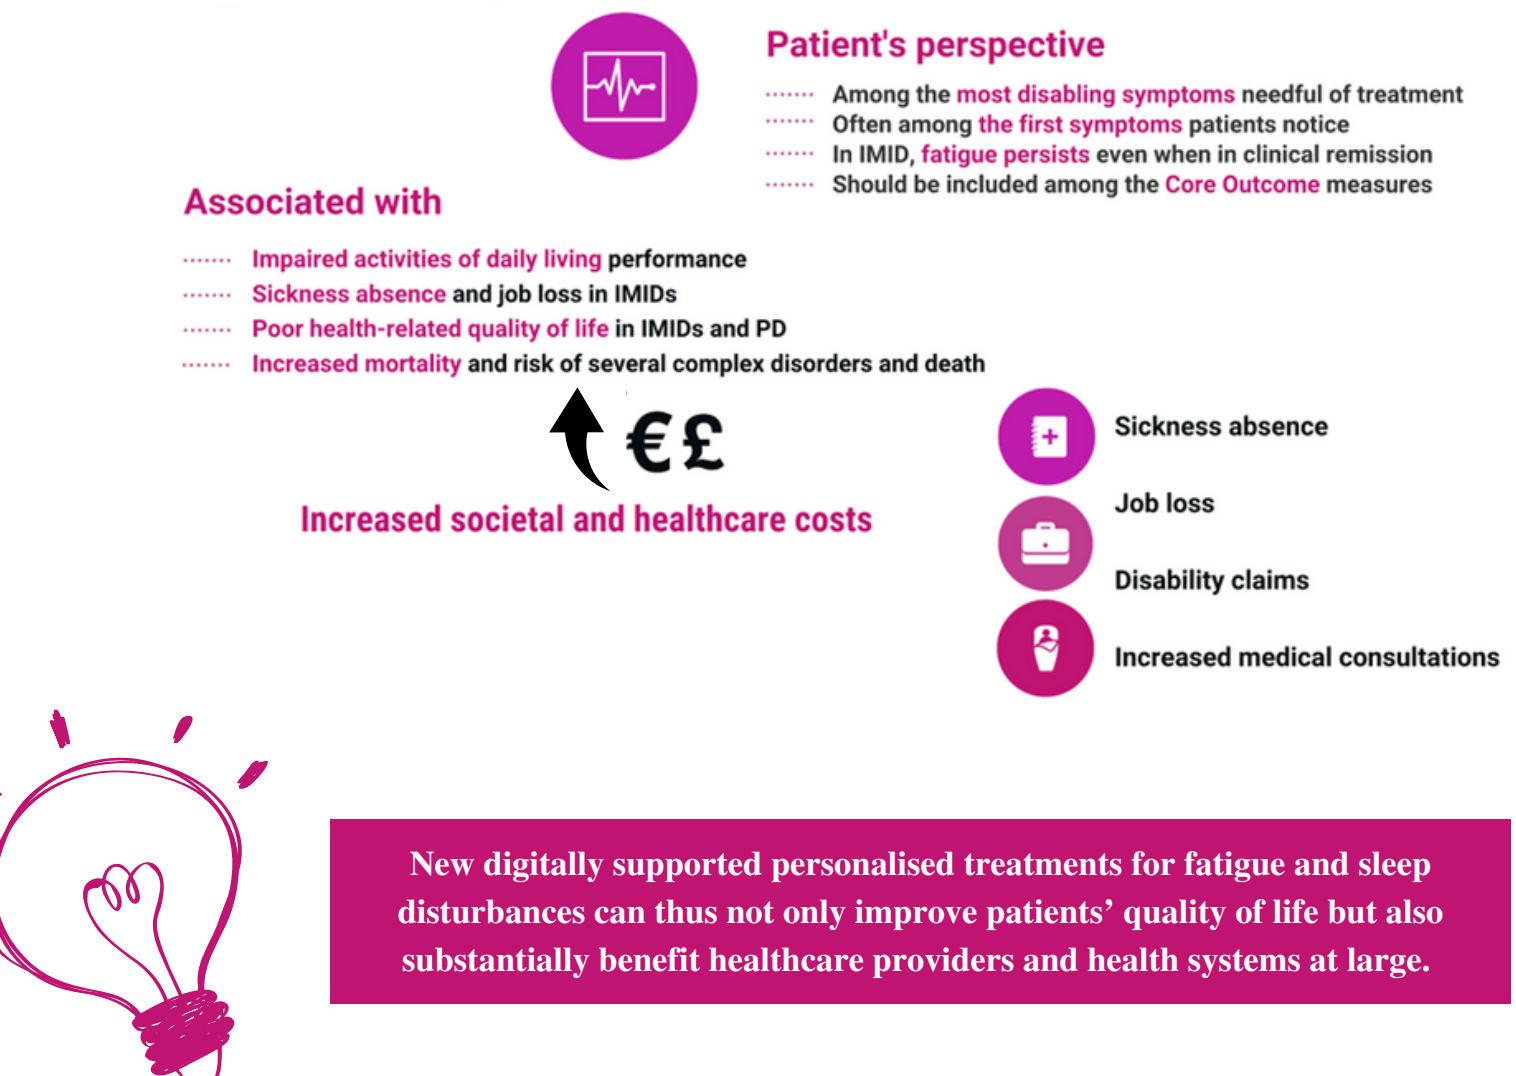 Patient's perspective
Among the most disabling symptoms needful of treatment
Often among the first symptoms patients notice
In IMID, fatigue persists even when in clinical remission
Should be included among the Core Outcome measures
Associated with
Impaired activities of daily living performance
Sickness absence and job loss in IMIDs
Poor health-related quality of life in IMIDs and PD
Increased mortality and risk of several complex disorders and death
€£
Increased societal and healthcare costs
Sickness absence
Job loss
Disability claims
Increased medical consultations
New digitally supported personalised treatments for fatigue and sleep
disturbances can thus not only improve patients’ quality of life but also
substantially benefit healthcare providers and health systems at large.